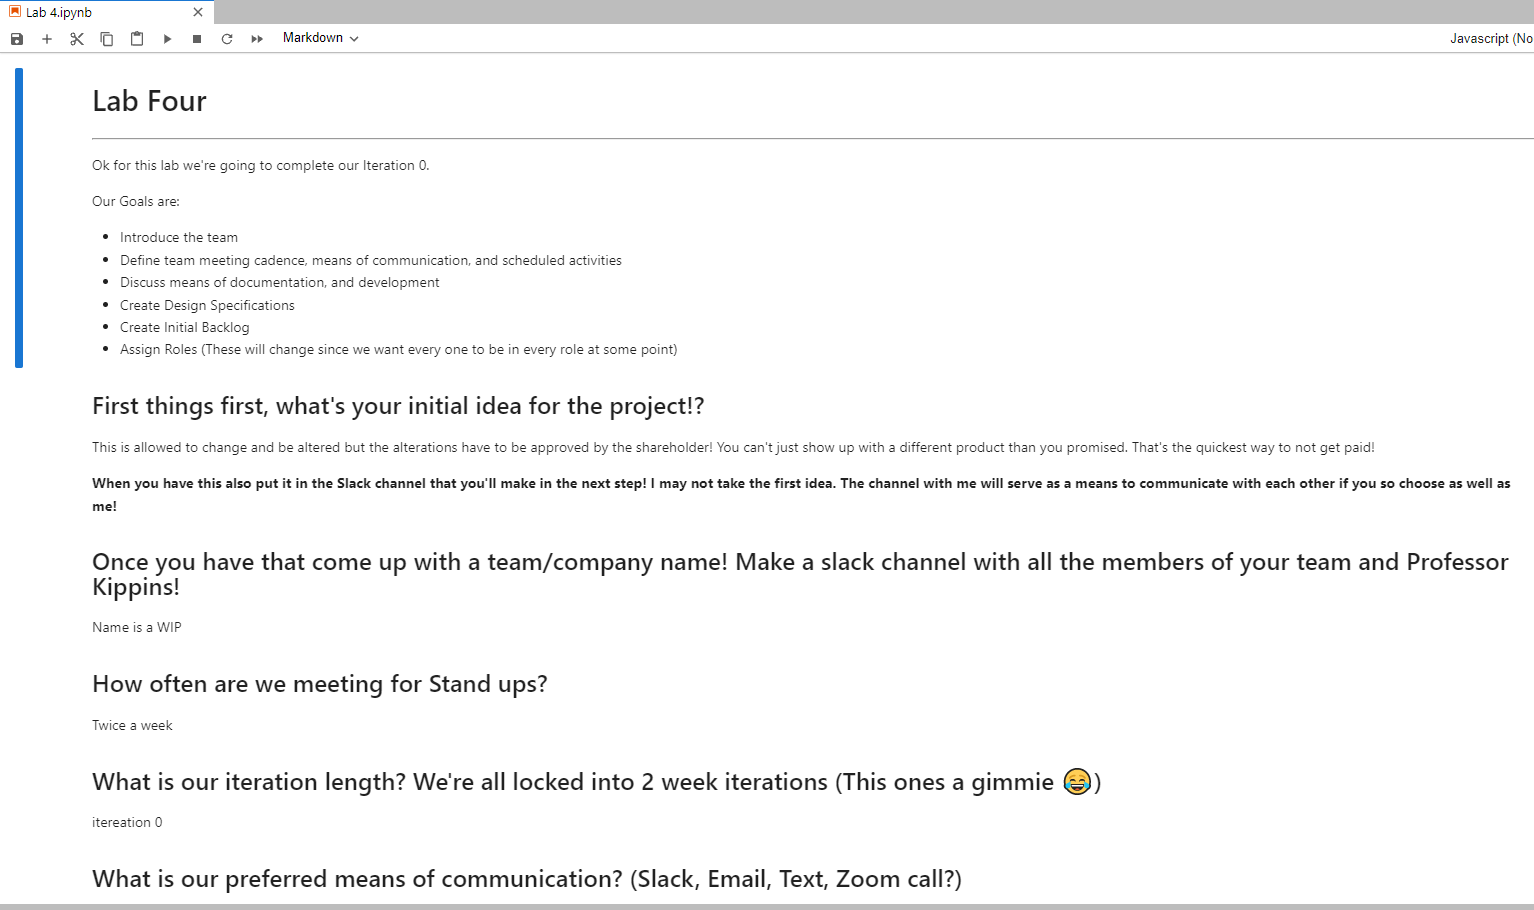 Lab 4.ipynb
Markdown
Javascript (No
Lab Four
Ok for this lab we're going to complete our Iteration 0.
Our Goals are:
Introduce the team
Define team meeting cadence, means of communication, and scheduled activities
Discuss means of documentation, and development
Create Design Specifications
Create Initial Backlog
Assign Roles (These will change since we want every one to be in every role at some point)
First things first, what's your initial idea for the project!?
This is allowed to change and be altered but the alterations have to be approved by the shareholder! You can't just show up with a different product than you promised. That's the quickest way to not get paid!
When you have this also put it in the Slack channel that you'll make in the next step! I may not take the first idea. The channel with me will serve as a means to communicate with each other if you so choose as well as
me!
Once you have that come up with a team/company name! Make a slack channel with all the members of your team and Professor
Kippins!
Name is a WIP
How often are we meeting for Stand ups?
Twice a week
What is our iteration length? We're all locked into 2 week iterations (This ones a gimmie 😂)
itereation 0
What is our preferred means of communication? (Slack, Email, Text, Zoom call?)